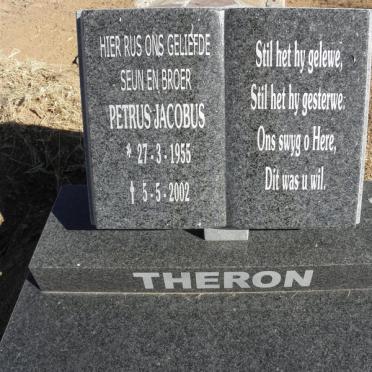 HIER RUS ONS GELIEFDE
SEUN EN BROER
PETRUS JACOBUS
* 27-3-1955
† 5-5-2002
Stil het hy gelewe,
Stil het hy gesterwe.
Ons swyg o Here,
Dit was u wil.
THERON